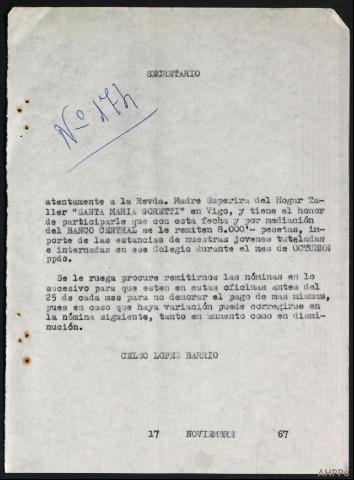 SECRETARIO
Nº 174
atentamente a la Revda. Madre Superira del Hogar Ta-
ller "SANTA MARIA GORETTI" en Vigo, y tiene el honor
de participarle que con esta fecha y por mediación
del BANCO CENTRAL se le remiten 8.000'- pesetas, im-
porte de las estancias de nuestras jovenes tuteladas
e internadas en ese Colegio durante el mes de OCTUBRE
ppdo.
Se le ruega procure remitirnos las nóminas en lo
sucesivo para que esten en estas oficinas antes del
25 de cada mes para no demorar el pago de mas mismas,
pues en caso que haya variación puede corregirse en
la nómina siguiente, tanto en aumento como en dismi-
nución.
CELSO LOPEZ BARRIO
17 NOVIEMBRE 67
AHPPo